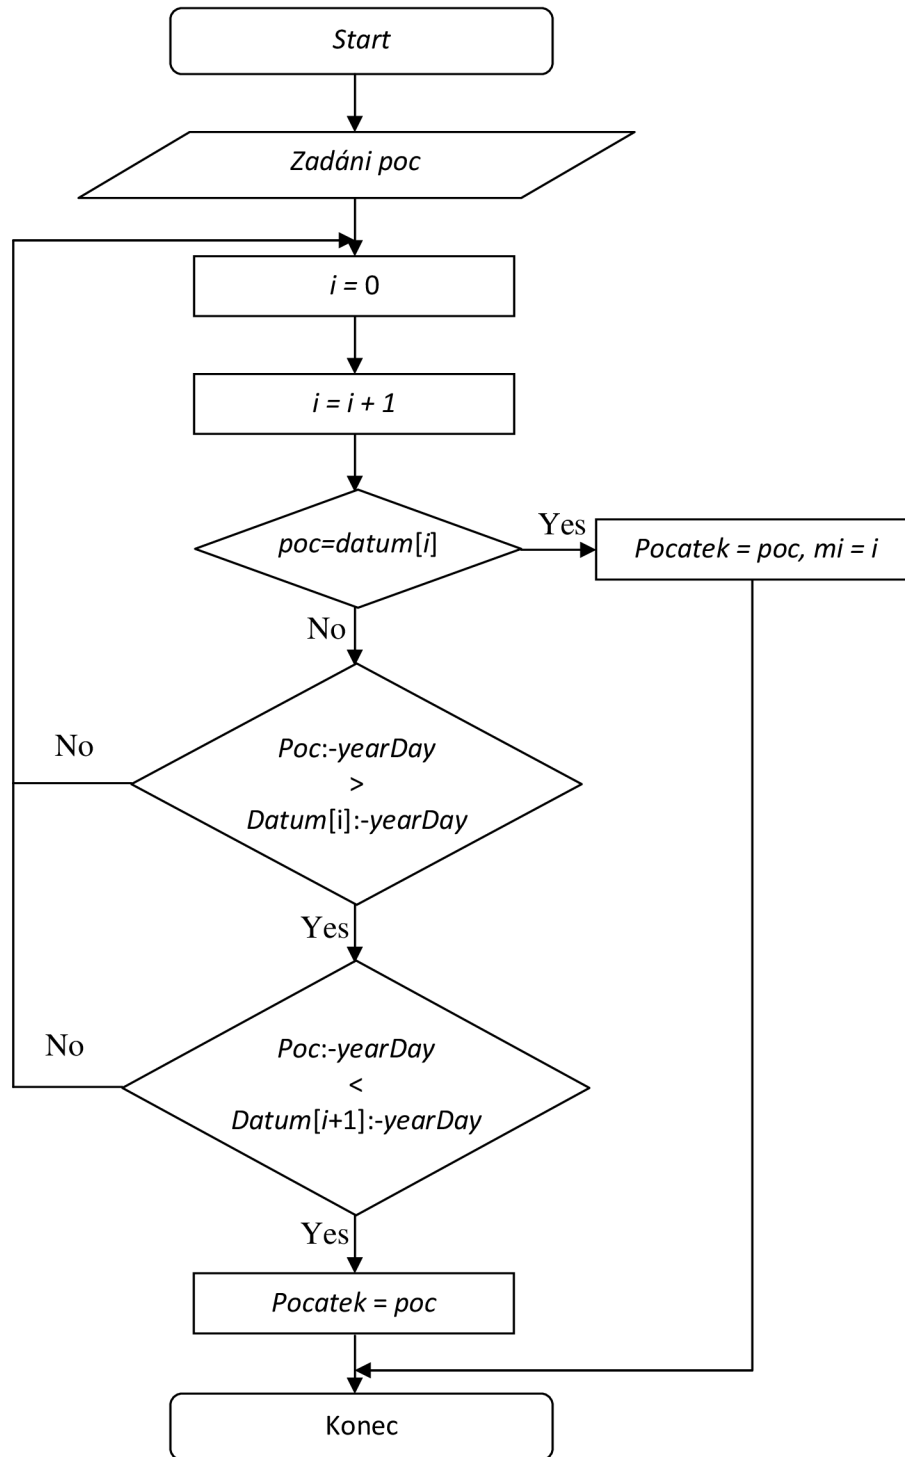 Start
Zadáni poc
i = 0
i = i + 1
poc=datum[i]
Yes
Pocatek = poc, mi = i
No
Poc:-yearDay
>
Datum[i]:-yearDay
No
Yes
Poc:-yearDay
<
Datum[i+1]:-yearDay
No
Yes
Pocatek = poc
Konec